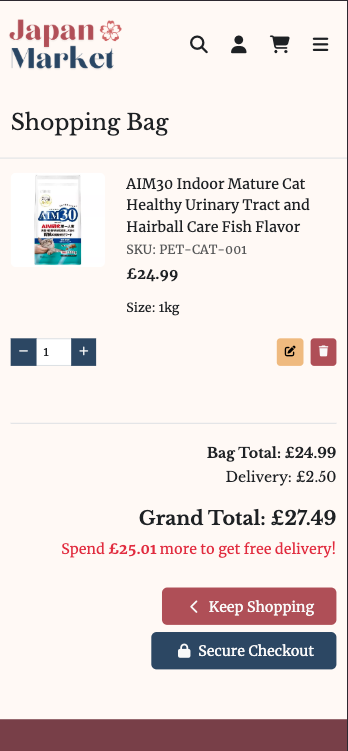 Japan
Market
Shopping Bag
AIM30 Indoor Mature Cat
Healthy Urinary Tract and
Hairball Care Fish Flavor
SKU: PET-CAT-001
£24.99
Size: 1kg
AIM30
− 1 +
Bag Total: £24.99
Delivery: £2.50
Grand Total: £27.49
Spend £25.01 more to get free delivery!
Keep Shopping
Secure Checkout